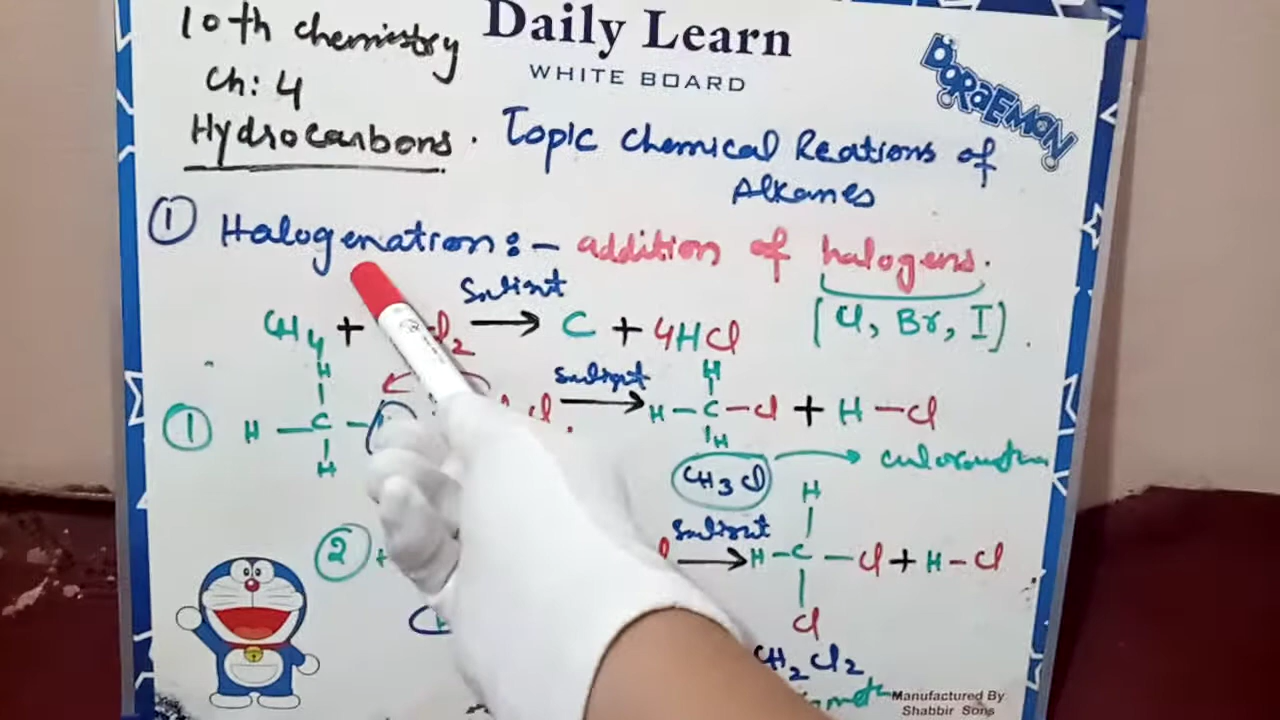 10th chemistry
Daily Learn
WHITE BOARD
DORAEMON
Ch: 4
Hydrocarbons. Topic Chemical Reations of
Alkanes
① Halogenation:- addition of halogens.
[Cl, Br, I].
CH4 + l2 Sunlight → C + 4HCl
① H — C — H H H
Cl. Sunlight → H — C — Cl + H — Cl H H
CH3Cl →
② + → H — C — Cl + H — Cl H Cl
CH2Cl2
Manufactured By:
Shabbir Sons